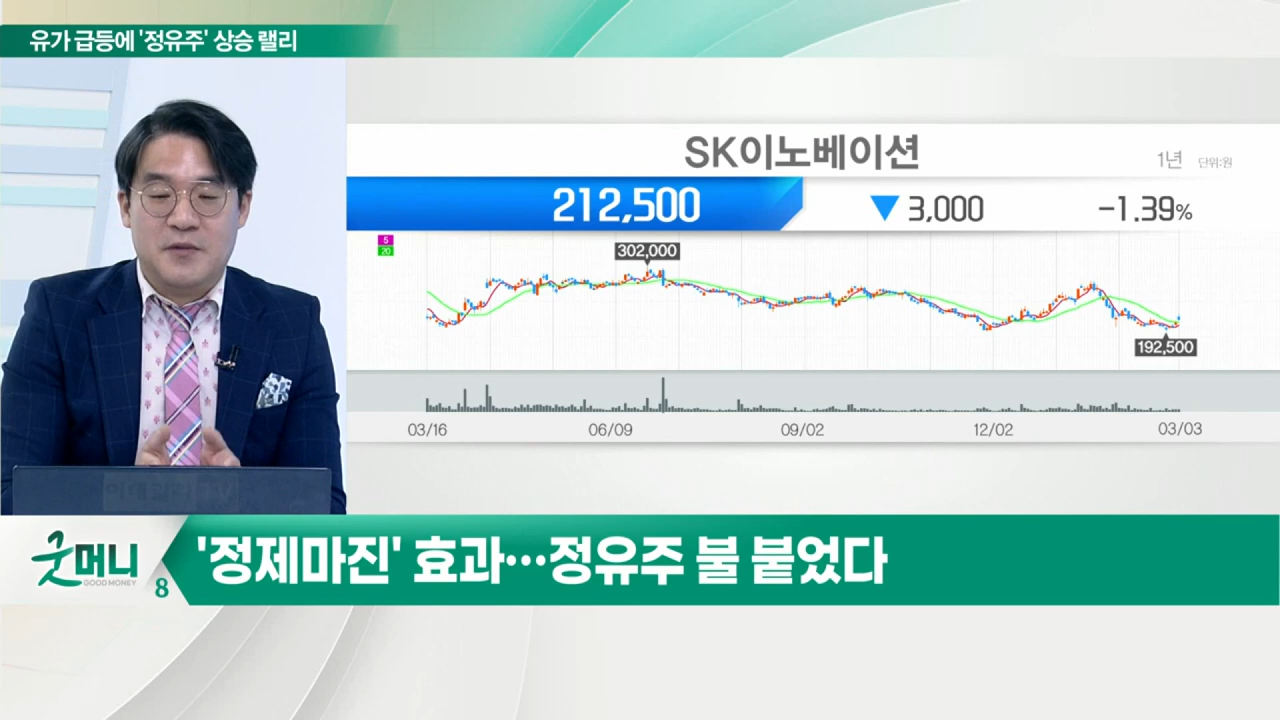 유가 급등에 '정유주' 상승 랠리
SK이노베이션
1년 단위:원
212,500 ▼ 3,000 -1.39%
5
20
302,000
192,500
03/16 06/09 09/02 12/02 03/03
굿머니
GOOD MONEY
8
'정제마진' 효과…정유주 불 붙었다